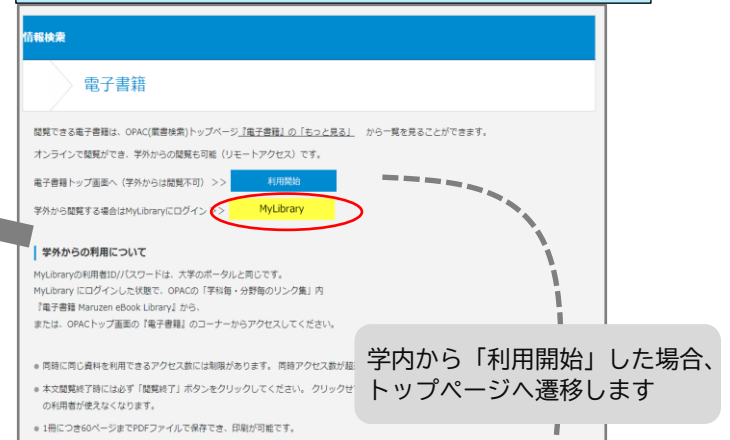 情報検索
電子書籍
閲覧できる電子書籍は、OPAC(蔵書検索)トップページ『電子書籍』の「もっと見る」 から一覧を見ることができます。
オンラインで閲覧ができ、学外からの閲覧も可能（リモートアクセス）です。
電子書籍トップ画面へ（学外からは閲覧不可）>> 利用開始
学外から閲覧する場合はMyLibraryにログイン >> MyLibrary
学外からの利用について
MyLibraryの利用者ID/パスワードは、大学のポータルと同じです。
MyLibrary にログインした状態で、OPACの「学科毎・分野毎のリンク集」内
『電子書籍 Maruzen eBook Library』から、
または、OPACトップ画面の『電子書籍』のコーナーからアクセスしてください。
同時に同じ資料を利用できるアクセス数には制限があります。 同時アクセス数が超
本文閲覧終了時には必ず「閲覧終了」ボタンをクリックしてください。 クリックせ
の利用者が使えなくなります。
1冊につき60ページまでPDFファイルで保存でき、印刷が可能です。
学内から「利用開始」した場合、
トップページへ遷移します